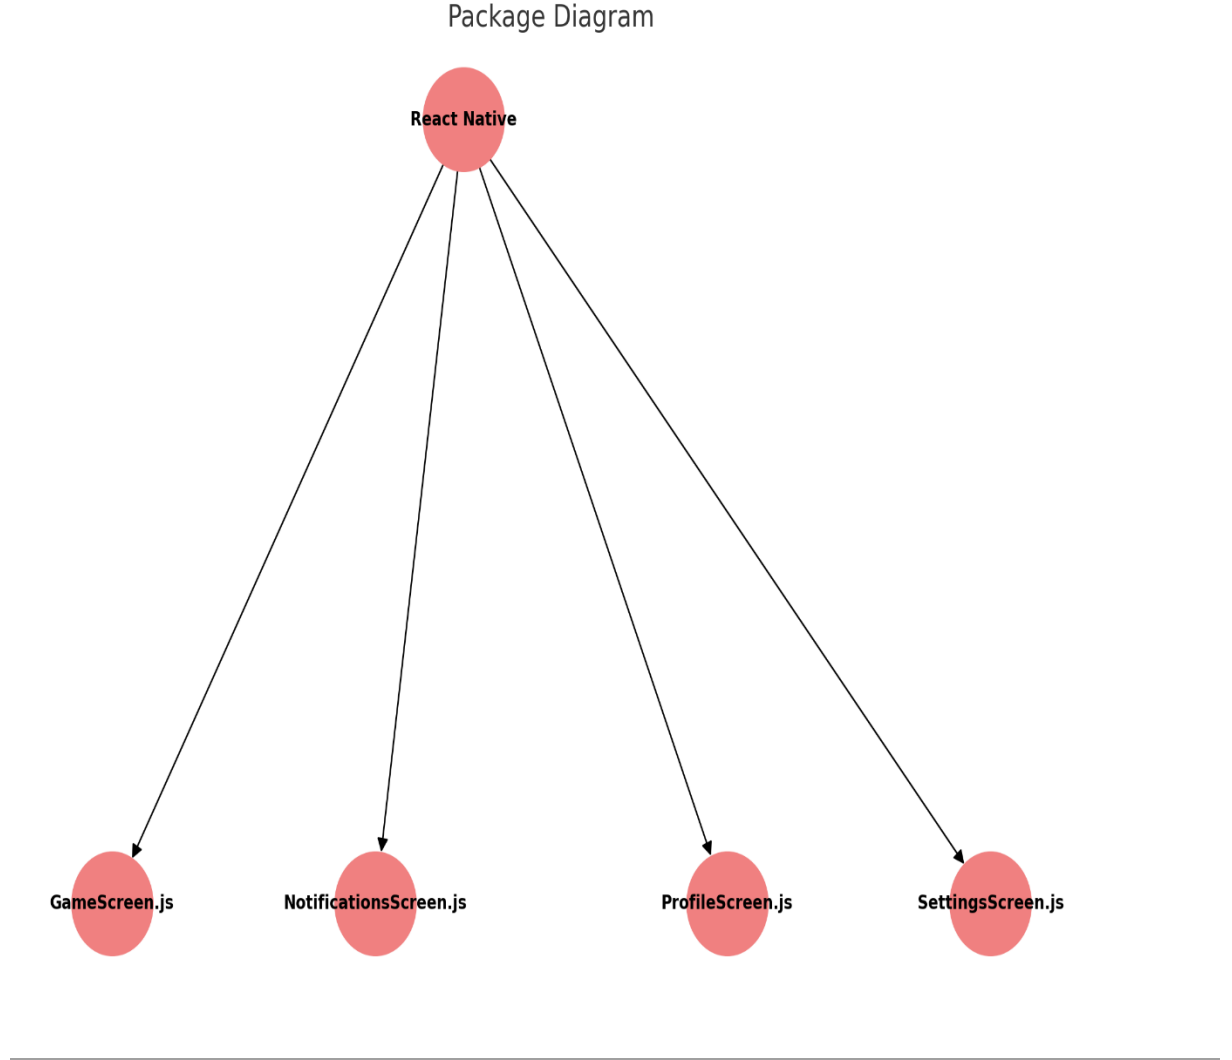 Package Diagram
React Native
GameScreen.js
NotificationsScreen.js
ProfileScreen.js
SettingsScreen.js